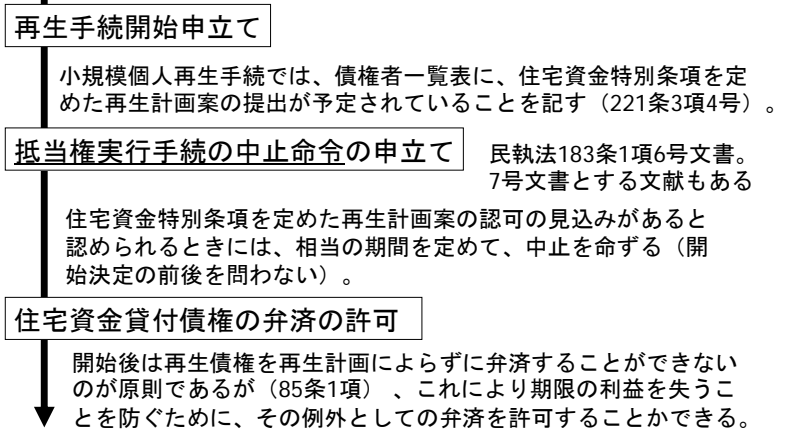 再生手続開始申立て
小規模個人再生手続では、債権者一覧表に、住宅資金特別条項を定
めた再生計画案の提出が予定されていることを記す（221条3項4号）。
抵当権実行手続の中止命令の申立て
民執法183条1項6号文書。
7号文書とする文献もある
住宅資金特別条項を定めた再生計画案の認可の見込みがあると
認められるときには、相当の期間を定めて、中止を命ずる（開
始決定の前後を問わない）。
住宅資金貸付債権の弁済の許可
開始後は再生債権を再生計画によらずに弁済することができない
のが原則であるが（85条1項）、これにより期限の利益を失うこ
とを防ぐために、その例外としての弁済を許可することかできる。